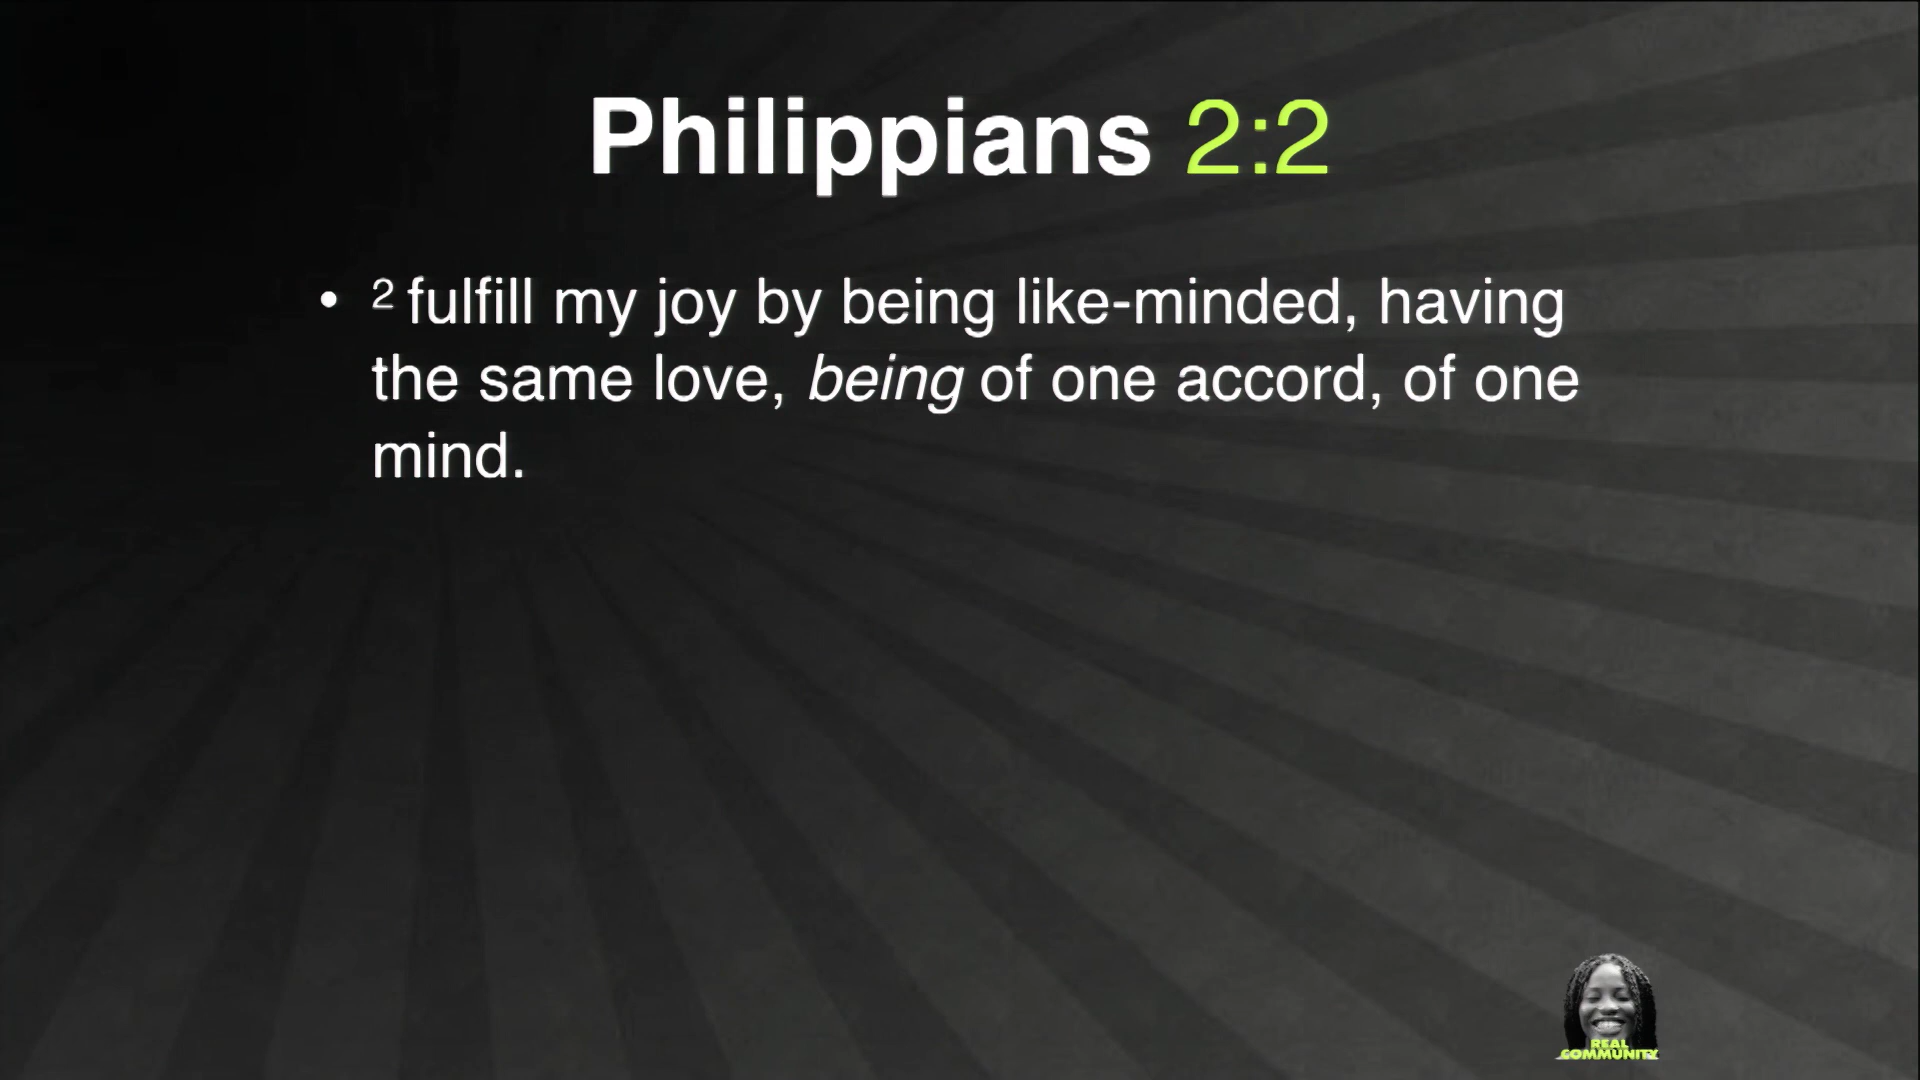 Philippians 2:2
• 2 fulfill my joy by being like-minded, having
the same love, being of one accord, of one
mind.
REAL
COMMUNITY